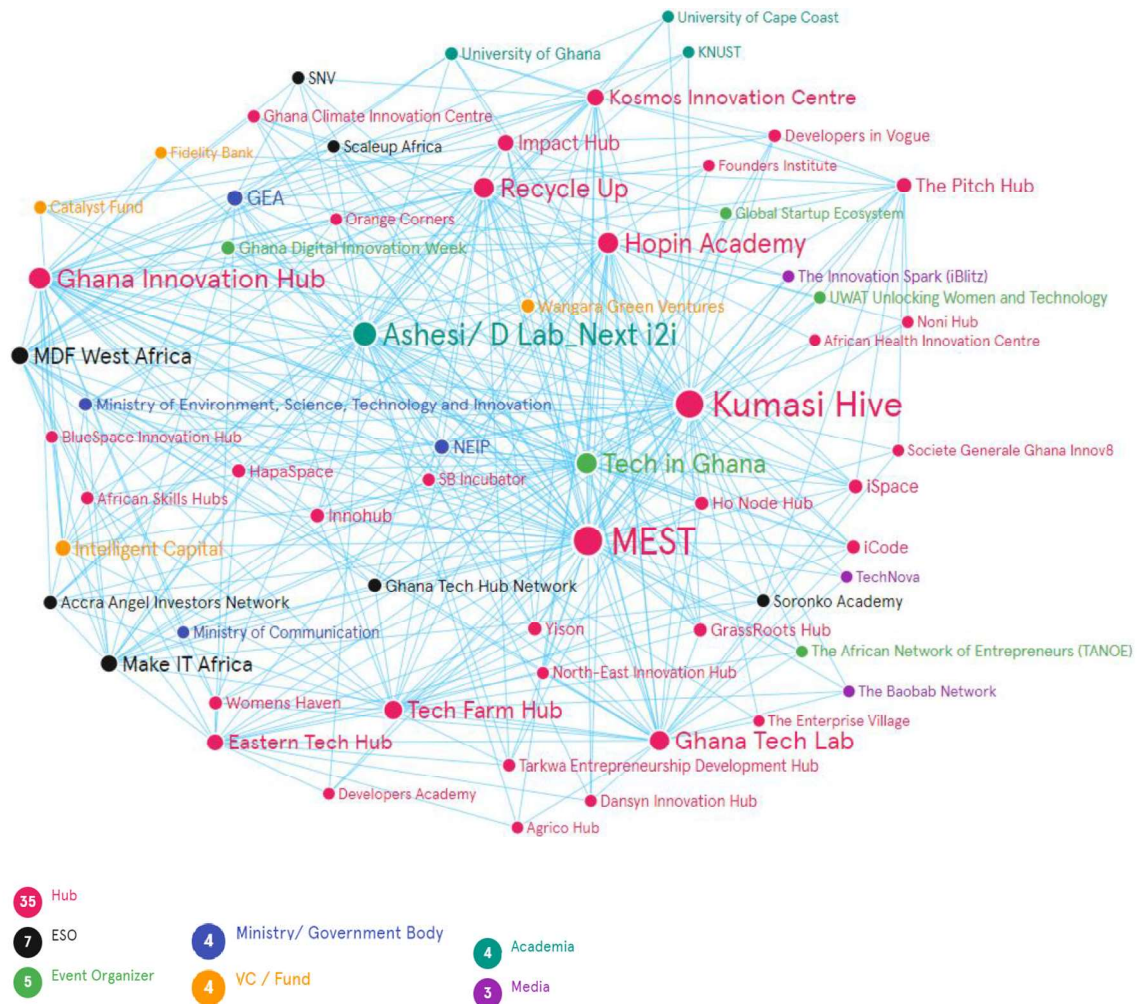 University of Cape Coast
University of Ghana
KNUST
SNV
Kosmos Innovation Centre
Ghana Climate Innovation Centre
Developers in Vogue
Impact Hub
Scaleup Africa
Fidelity Bank
Founders Institute
Recycle Up
The Pitch Hub
GEA
Catalyst Fund
Orange Corners
Global Startup Ecosystem
Ghana Digital Innovation Week
Hopin Academy
Ghana Innovation Hub
The Innovation Spark (iBlitz)
UWAT Unlocking Women and Technology
Wangara Green Ventures
Noni Hub
Ashesi/ D Lab_Next i2i
African Health Innovation Centre
MDF West Africa
Ministry of Environment, Science, Technology and Innovation
Kumasi Hive
BlueSpace Innovation Hub
NEIP
Societe Generale Ghana Innov8
Tech in Ghana
HapaSpace
SB Incubator
iSpace
African Skills Hubs
Ho Node Hub
Innohub
MEST
Intelligent Capital
iCode
TechNova
Ghana Tech Hub Network
Accra Angel Investors Network
Soronko Academy
Ministry of Communication
Yison
GrassRoots Hub
The African Network of Entrepreneurs (TANOE)
Make IT Africa
North-East Innovation Hub
The Baobab Network
Womens Haven
Tech Farm Hub
The Enterprise Village
Eastern Tech Hub
Ghana Tech Lab
Tarkwa Entrepreneurship Development Hub
Developers Academy
Dansyn Innovation Hub
Agrico Hub
35 Hub
7 ESO
5 Event Organizer
4 Ministry/ Government Body
4 VC / Fund
4 Academia
3 Media